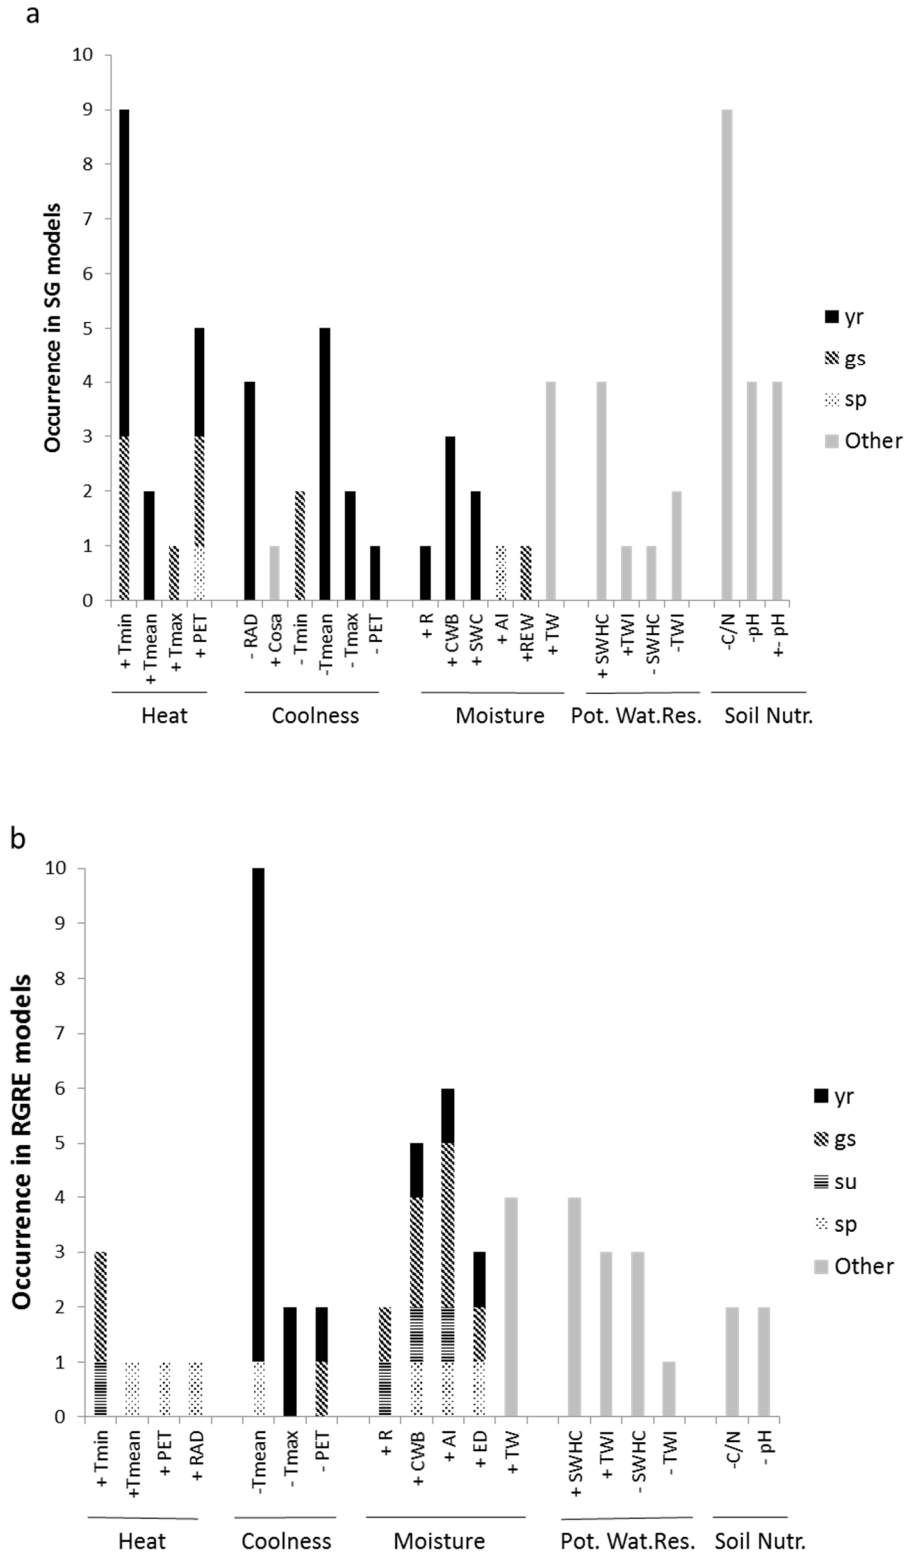 a
10
9
8
7
6
5
4
3
2
1
0
Occurrence in SG models
yr
gs
sp
Other
+ Tmin
+ Tmean
+ Tmax
+ PET
- RAD
+ Cosa
- Tmin
-Tmean
- Tmax
- PET
+ R
+ CWB
+ SWC
+ AI
+REW
+ TW
+ SWHC
+TWI
- SWHC
-TWI
-C/N
-pH
+- pH
Heat
Coolness
Moisture
Pot. Wat.Res.
Soil Nutr.
b
10
9
8
7
6
5
4
3
2
1
0
Occurrence in RGRE models
yr
gs
su
sp
Other
+ Tmin
+Tmean
+ PET
+ RAD
-Tmean
- Tmax
- PET
+ R
+ CWB
+ AI
+ ED
+ TW
+ SWHC
+ TWI
- SWHC
- TWI
-C/N
- pH
Heat
Coolness
Moisture
Pot. Wat.Res.
Soil Nutr.